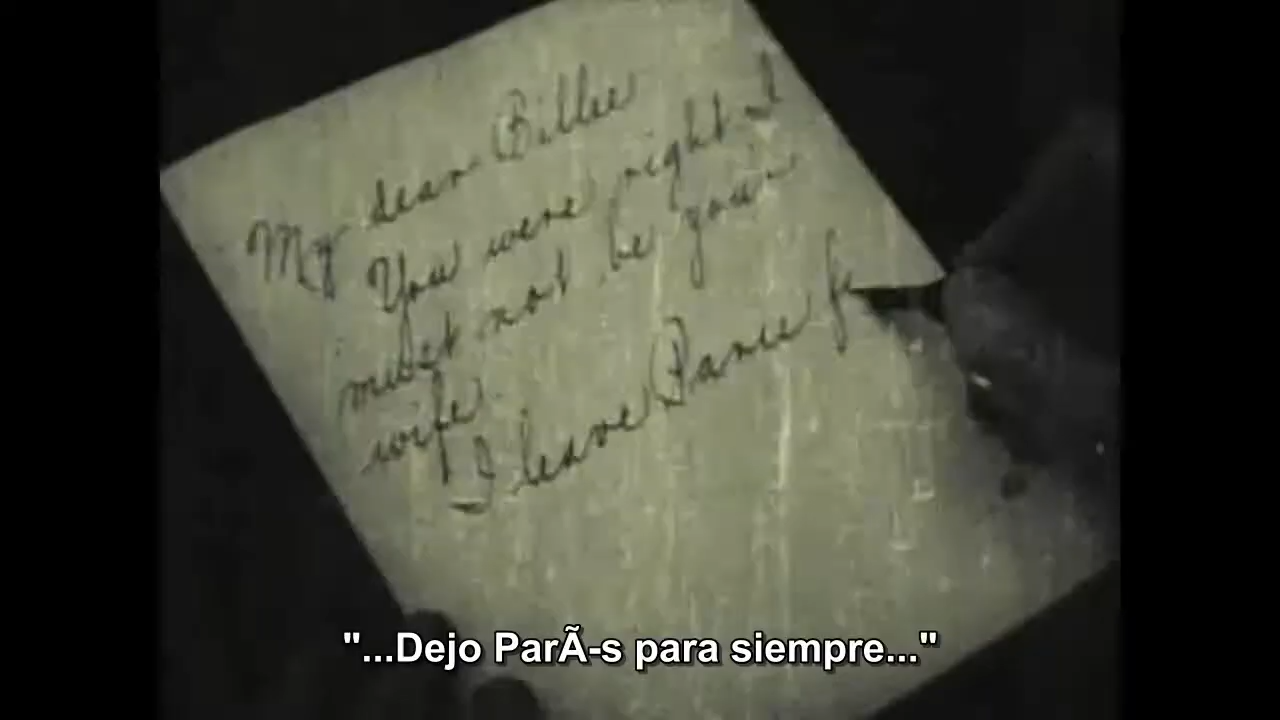 My dear Billie
You were right I
must not be your
wife.
I leave Paris
"...Dejo ParÃ-s para siempre..."